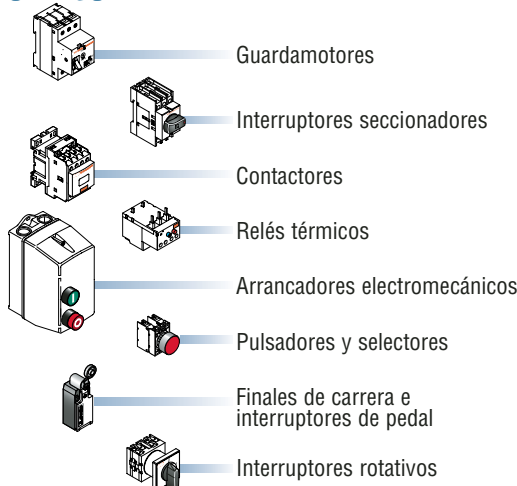 Guardamotores
Interruptores seccionadores
Contactores
Relés térmicos
Arrancadores electromecánicos
Pulsadores y selectores
Finales de carrera e
interruptores de pedal
Interruptores rotativos